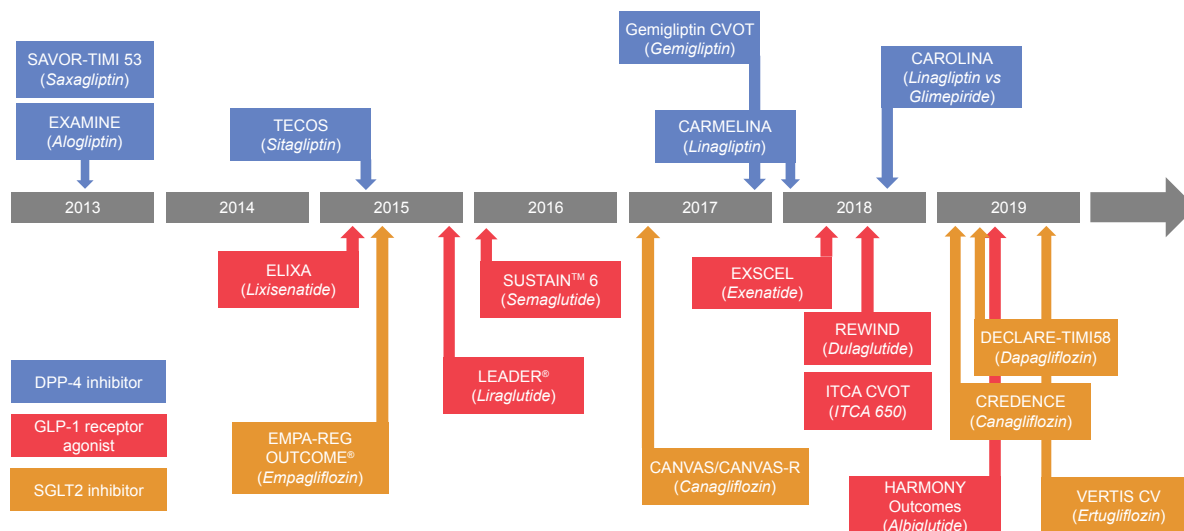 SAVOR-TIMI 53
(Saxagliptin)
EXAMINE
(Alogliptin)
TECOS
(Sitagliptin)
Gemigliptin CVOT
(Gemigliptin)
CARMELINA
(Linagliptin)
CAROLINA
(Linagliptin vs
Glimepiride)
2013
2014
2015
2016
2017
2018
2019
ELIXA
(Lixisenatide)
SUSTAIN™ 6
(Semaglutide)
EXSCEL
(Exenatide)
REWIND
(Dulaglutide)
DECLARE-TIMI58
(Dapagliflozin)
LEADER®
(Liraglutide)
ITCA CVOT
(ITCA 650)
CREDENCE
(Canagliflozin)
EMPA-REG
OUTCOME®
(Empagliflozin)
CANVAS/CANVAS-R
(Canagliflozin)
HARMONY
Outcomes
(Albiglutide)
VERTIS CV
(Ertugliflozin)
DPP-4 inhibitor
GLP-1 receptor
agonist
SGLT2 inhibitor